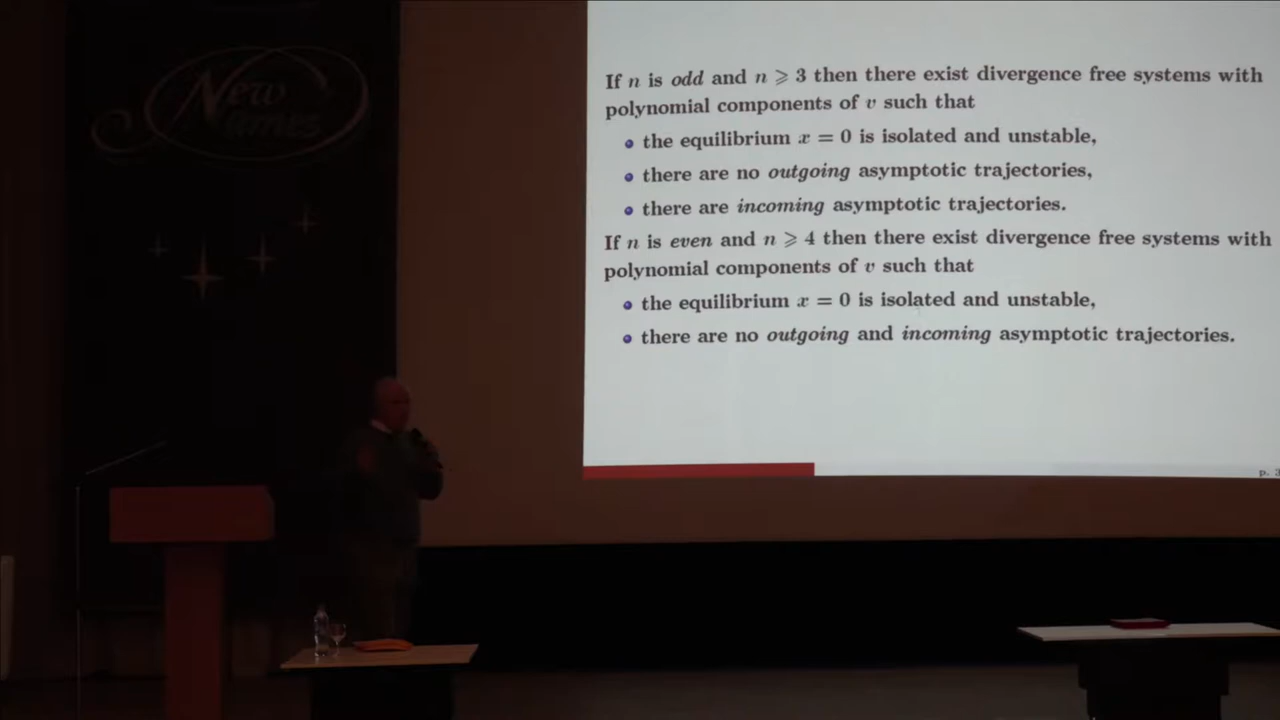 New
Names
If n is odd and n ⩾ 3 then there exist divergence free systems with
polynomial components of v such that
the equilibrium x = 0 is isolated and unstable,
there are no outgoing asymptotic trajectories,
there are incoming asymptotic trajectories.
If n is even and n ⩾ 4 then there exist divergence free systems with
polynomial components of v such that
the equilibrium x = 0 is isolated and unstable,
there are no outgoing and incoming asymptotic trajectories.
p. 3